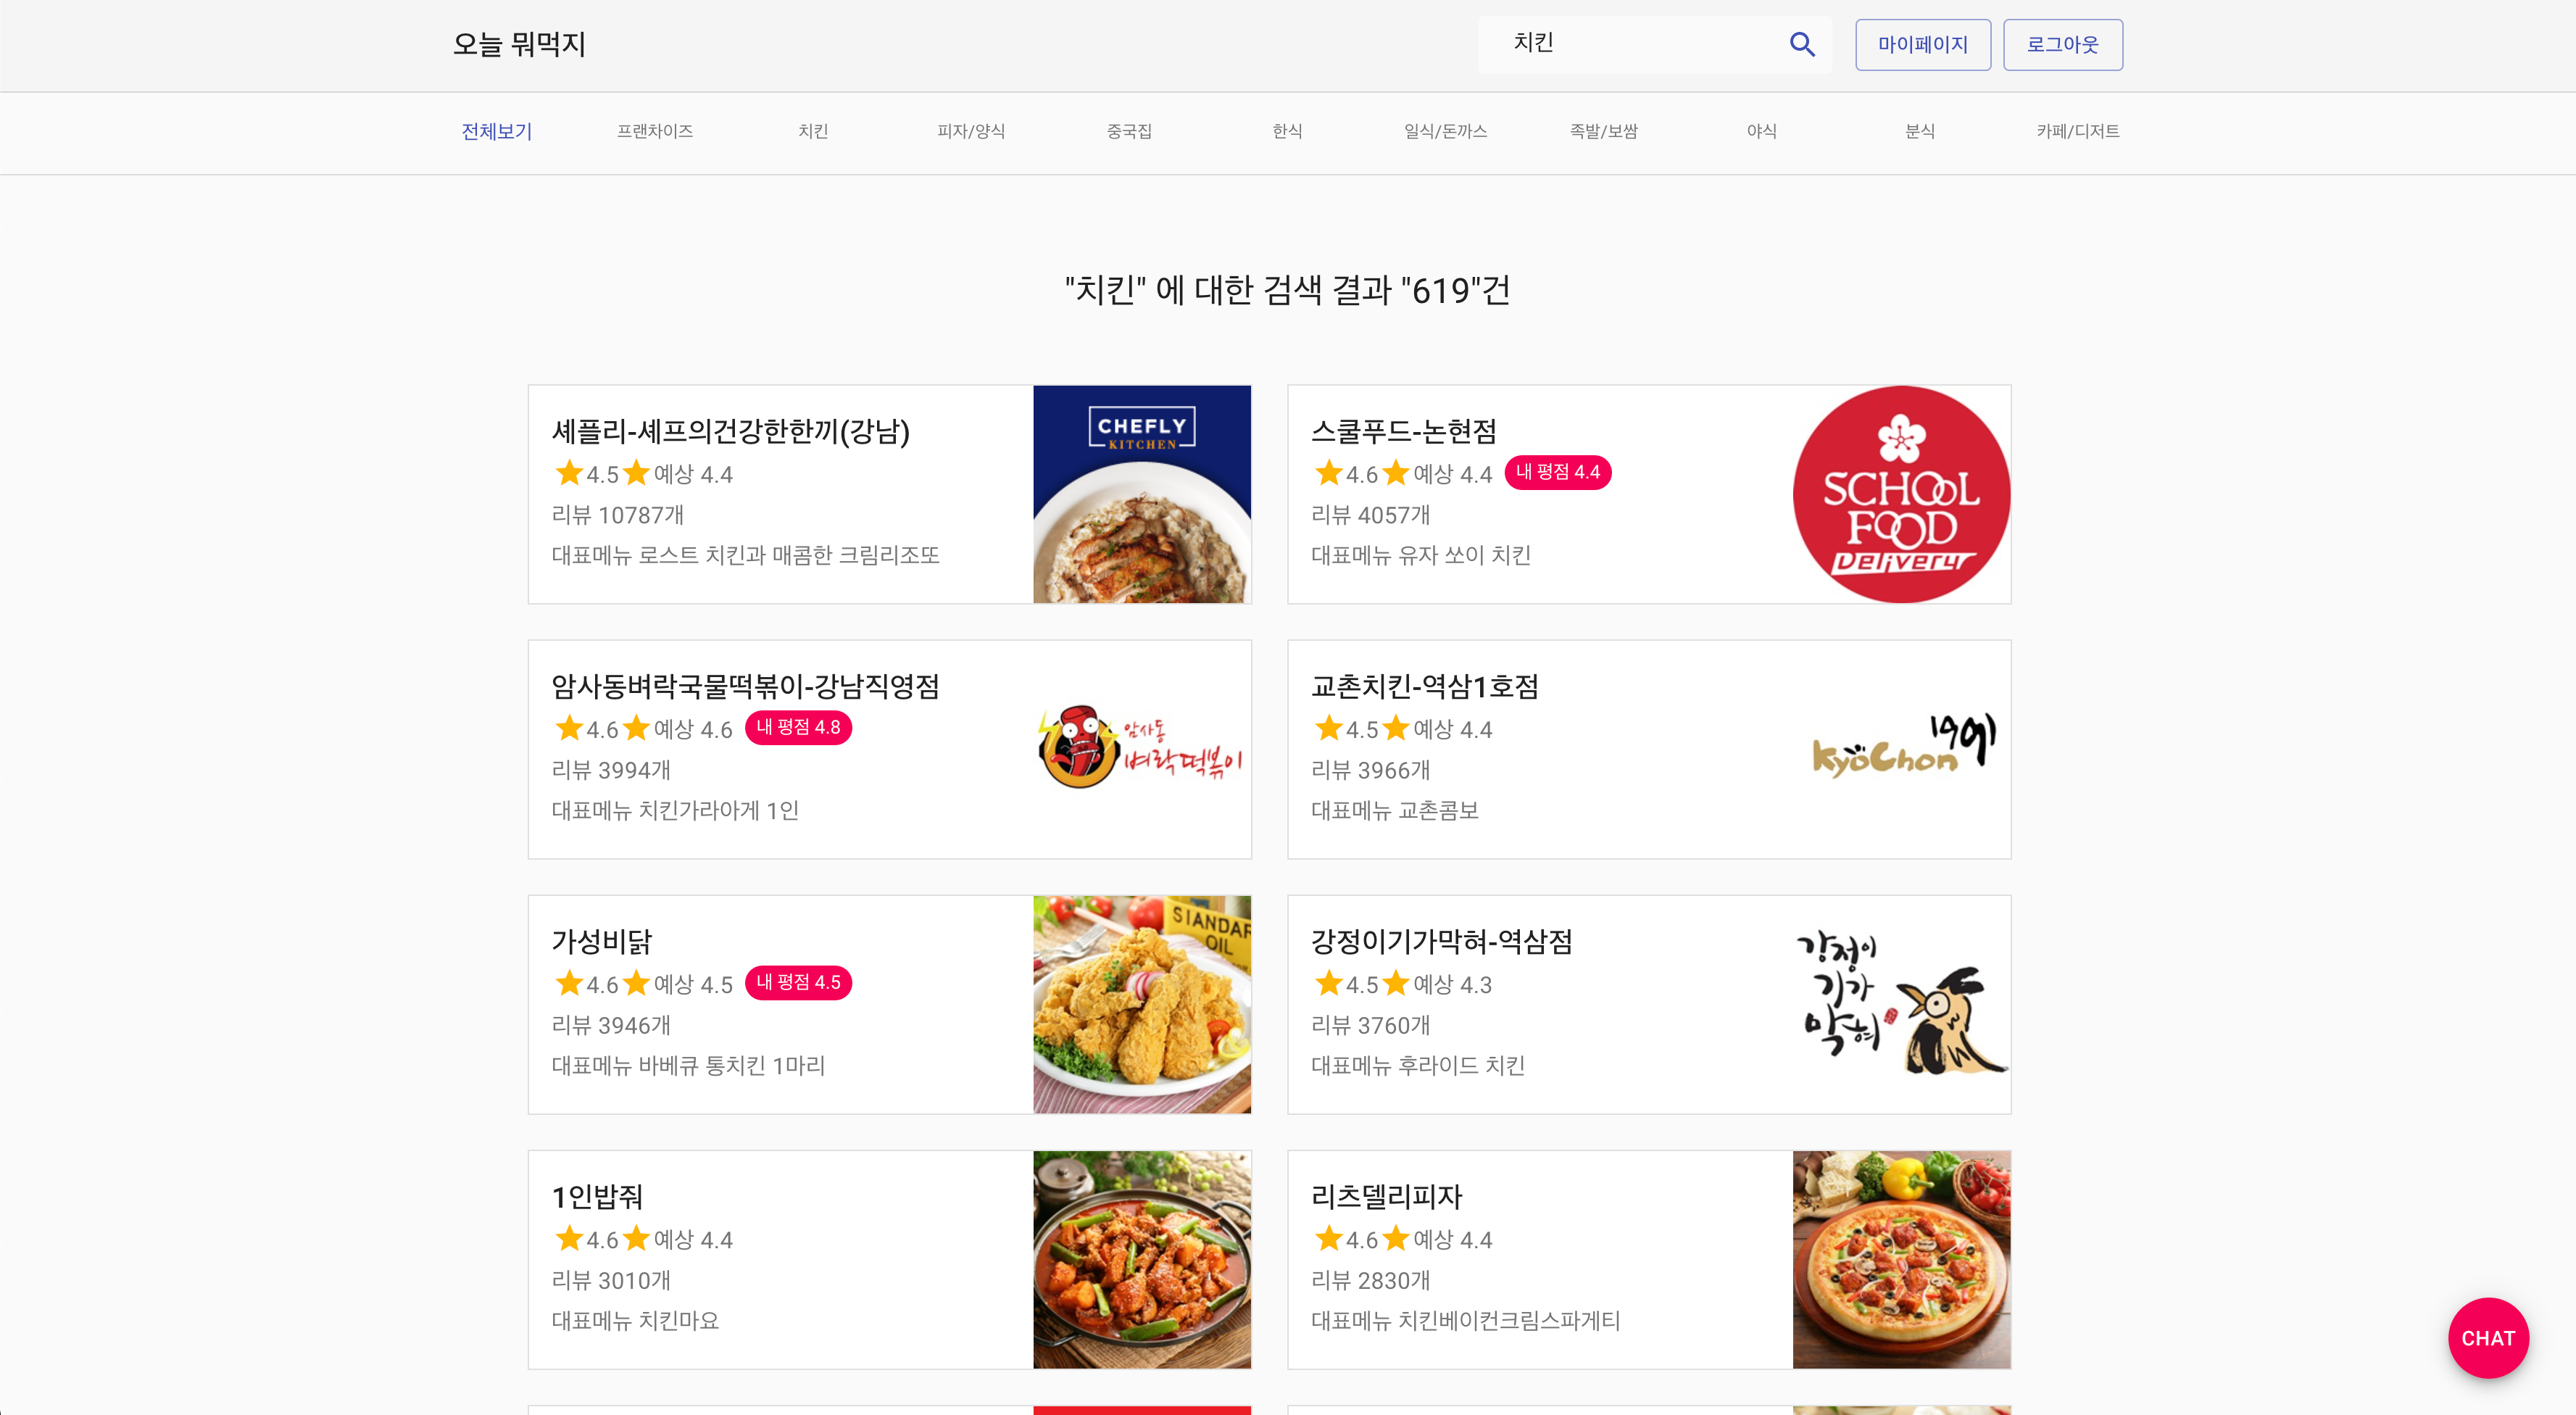 오늘 뭐먹지
치킨
마이페이지
로그아웃
전체보기
프랜차이즈
치킨
피자/양식
중국집
한식
일식/돈까스
족발/보쌈
야식
분식
카페/디저트
"치킨" 에 대한 검색 결과 "619"건
셰플리-셰프의건강한한끼(강남)
4.5 예상 4.4
리뷰 10787개
대표메뉴 로스트 치킨과 매콤한 크림리조또
CHEFLY
KITCHEN
스쿨푸드-논현점
4.6 예상 4.4 내 평점 4.4
리뷰 4057개
대표메뉴 유자 쏘이 치킨
SCHOOL
FOOD
Delivery
암사동벼락국물떡볶이-강남직영점
4.6 예상 4.6 내 평점 4.8
리뷰 3994개
대표메뉴 치킨가라아게 1인
암사동
벼락떡볶이
교촌치킨-역삼1호점
4.5 예상 4.4
리뷰 3966개
대표메뉴 교촌콤보
1991
KyoChon
가성비닭
4.6 예상 4.5 내 평점 4.5
리뷰 3946개
대표메뉴 바베큐 통치킨 1마리
SIANDAR
OIL
강정이기가막혀-역삼점
4.5 예상 4.3
리뷰 3760개
대표메뉴 후라이드 치킨
강정이
기가
막혀
1인밥줘
4.6 예상 4.4
리뷰 3010개
대표메뉴 치킨마요
리츠델리피자
4.6 예상 4.4
리뷰 2830개
대표메뉴 치킨베이컨크림스파게티
CHAT